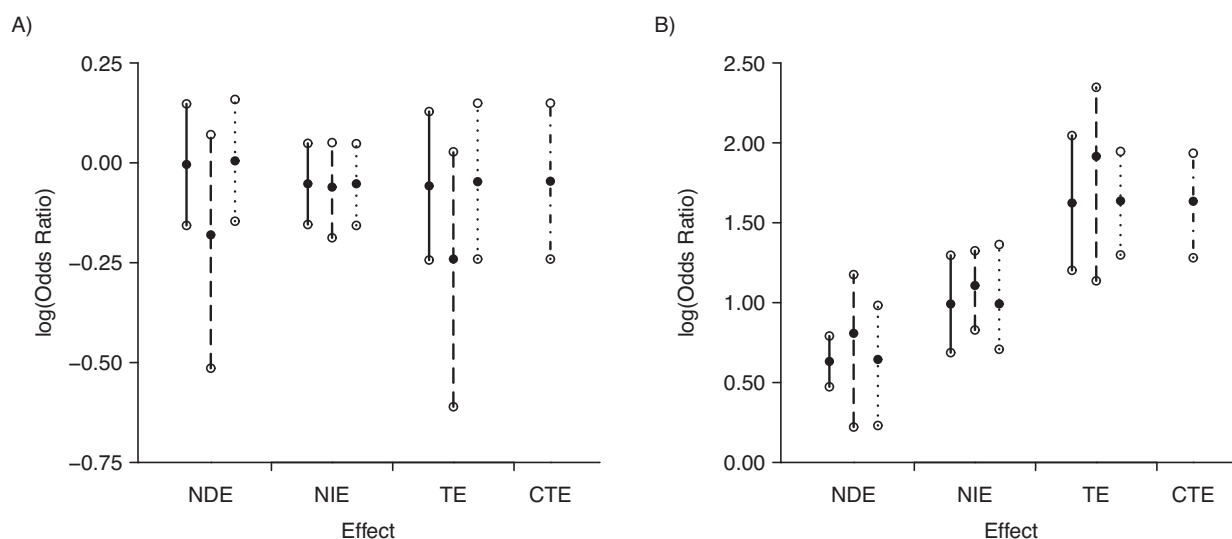 A)
0.25
0.00
−0.25
−0.50
−0.75
log(Odds Ratio)
NDE NIE TE CTE
Effect
B)
2.50
2.00
1.50
1.00
0.50
0.00
log(Odds Ratio)
NDE NIE TE CTE
Effect